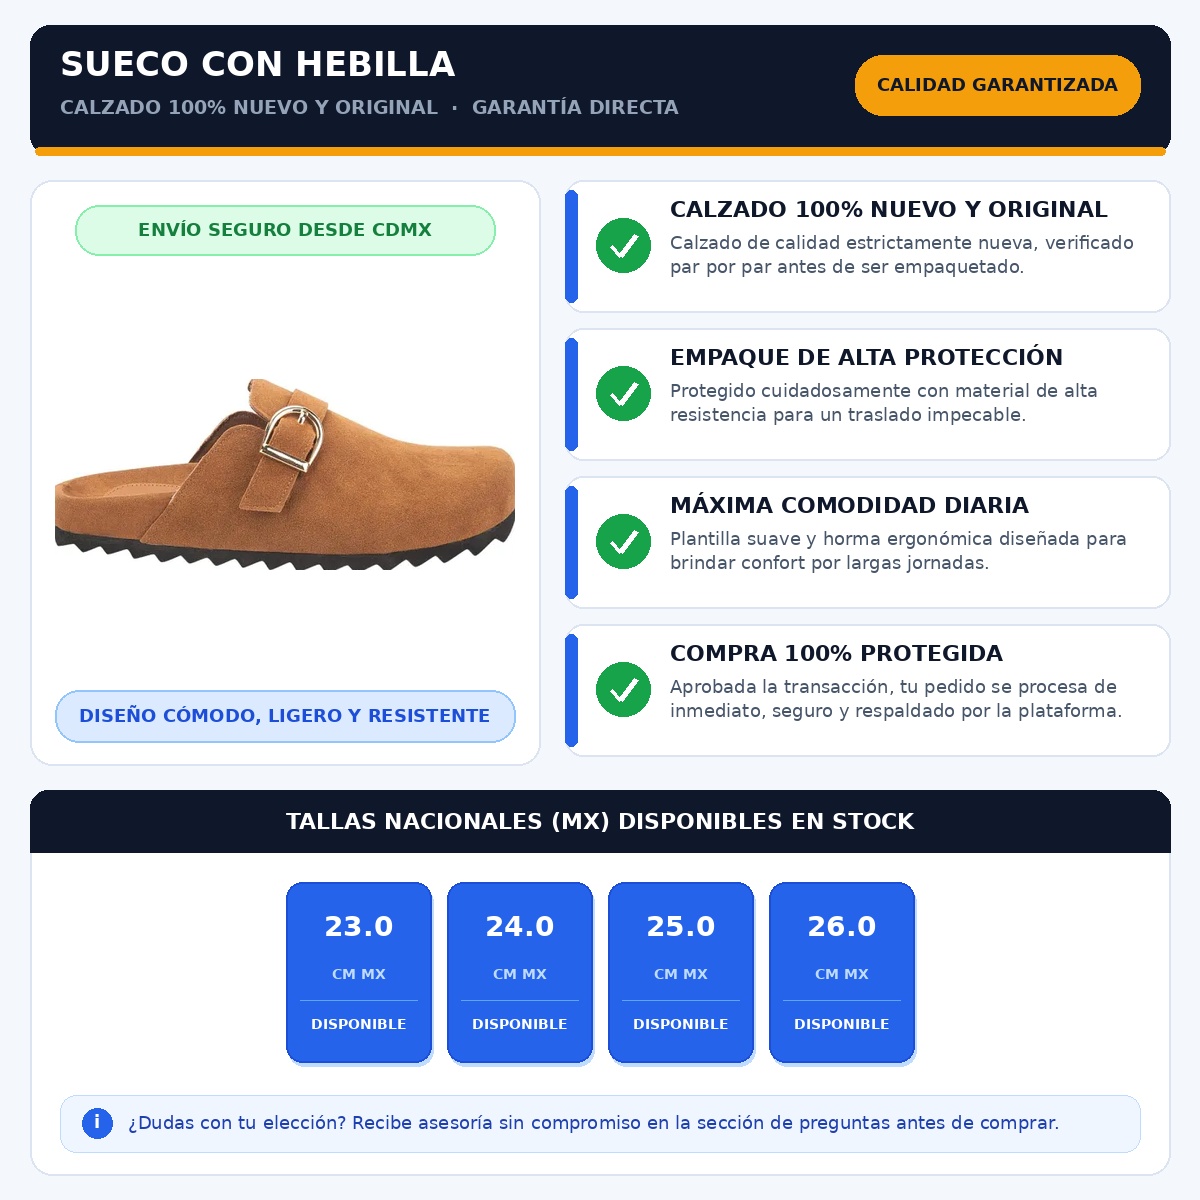 SUECO CON HEBILLA
CALZADO 100% NUEVO Y ORIGINAL · GARANTÍA DIRECTA
CALIDAD GARANTIZADA
ENVÍO SEGURO DESDE CDMX
DISEÑO CÓMODO, LIGERO Y RESISTENTE
CALZADO 100% NUEVO Y ORIGINAL
Calzado de calidad estrictamente nueva, verificado
par por par antes de ser empaquetado.
EMPAQUE DE ALTA PROTECCIÓN
Protegido cuidadosamente con material de alta
resistencia para un traslado impecable.
MÁXIMA COMODIDAD DIARIA
Plantilla suave y horma ergonómica diseñada para
brindar confort por largas jornadas.
COMPRA 100% PROTEGIDA
Aprobada la transacción, tu pedido se procesa de
inmediato, seguro y respaldado por la plataforma.
TALLAS NACIONALES (MX) DISPONIBLES EN STOCK
23.0
CM MX
DISPONIBLE
24.0
CM MX
DISPONIBLE
25.0
CM MX
DISPONIBLE
26.0
CM MX
DISPONIBLE
i ¿Dudas con tu elección? Recibe asesoría sin compromiso en la sección de preguntas antes de comprar.